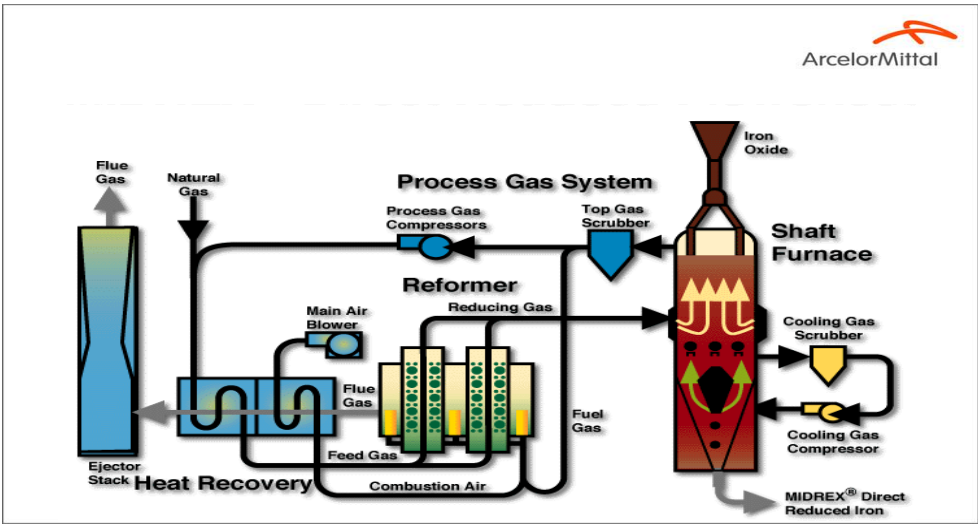 ArcelorMittal
Iron
Oxide
Flue
Gas
Natural
Gas
Process Gas System
Process Gas
Compressors
Top Gas
Scrubber
Shaft
Furnace
Reformer
Reducing Gas
Main Air
Blower
Cooling Gas
Scrubber
Flue
Gas
Fuel
Gas
Cooling Gas
Compressor
Feed Gas
Ejector
Stack
Heat Recovery
Combustion Air
MIDREX® Direct
Reduced Iron